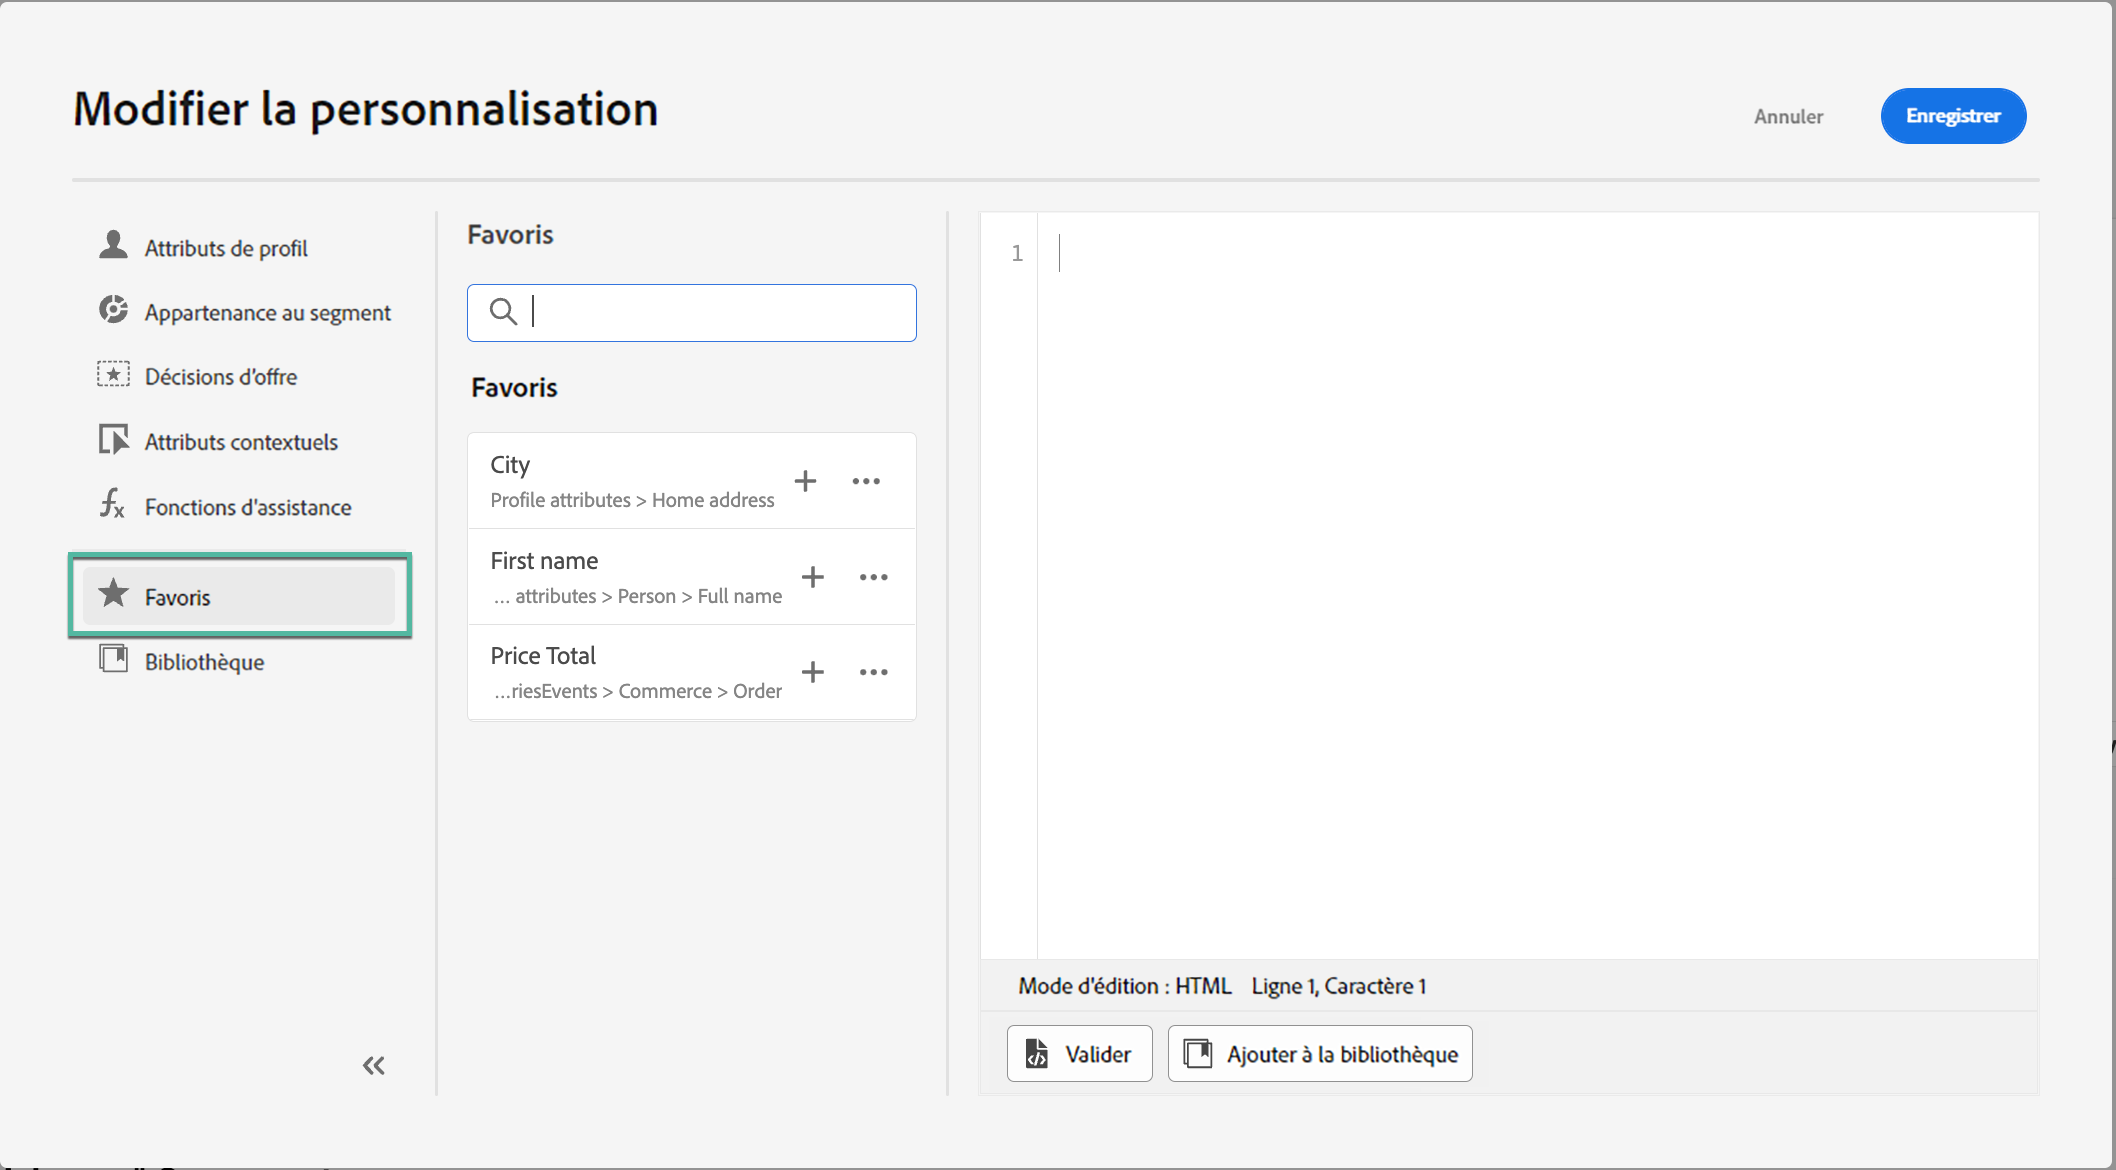 Modifier la personnalisation
Annuler
Enregistrer
Attributs de profil
Appartenance au segment
Décisions d'offre
Attributs contextuels
Fonctions d'assistance
Favoris
Bibliothèque
Favoris
Favoris
City
Profile attributes > Home address
First name
... attributes > Person > Full name
Price Total
...riesEvents > Commerce > Order
1
Mode d'édition : HTML Ligne 1, Caractère 1
Valider
Ajouter à la bibliothèque